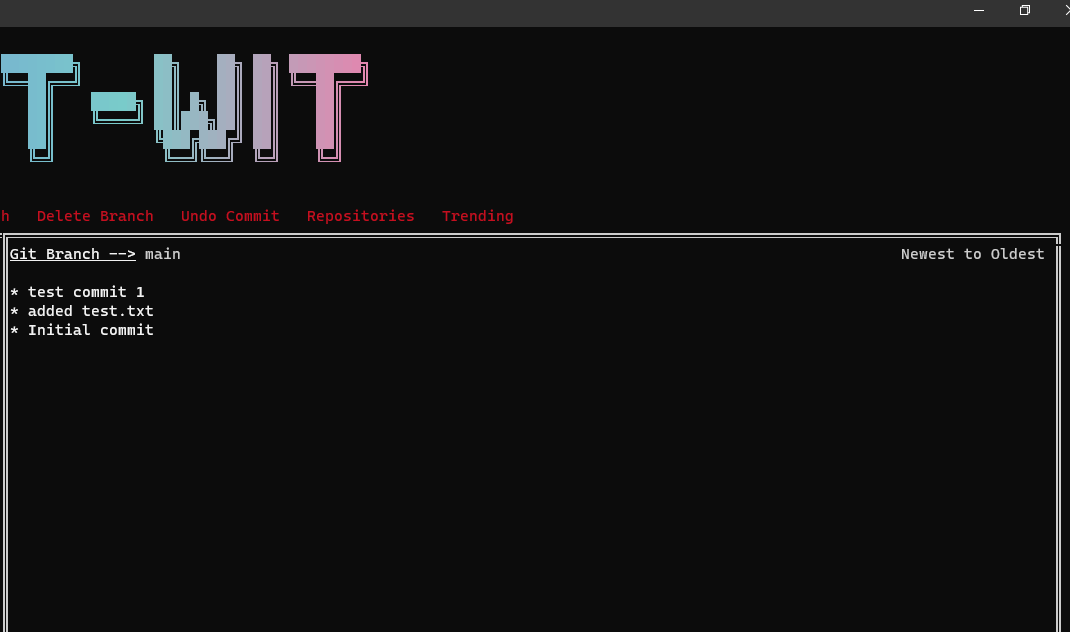 T-WIT
h Delete Branch Undo Commit Repositories Trending
Git Branch --> main Newest to Oldest
* test commit 1
* added test.txt
* Initial commit